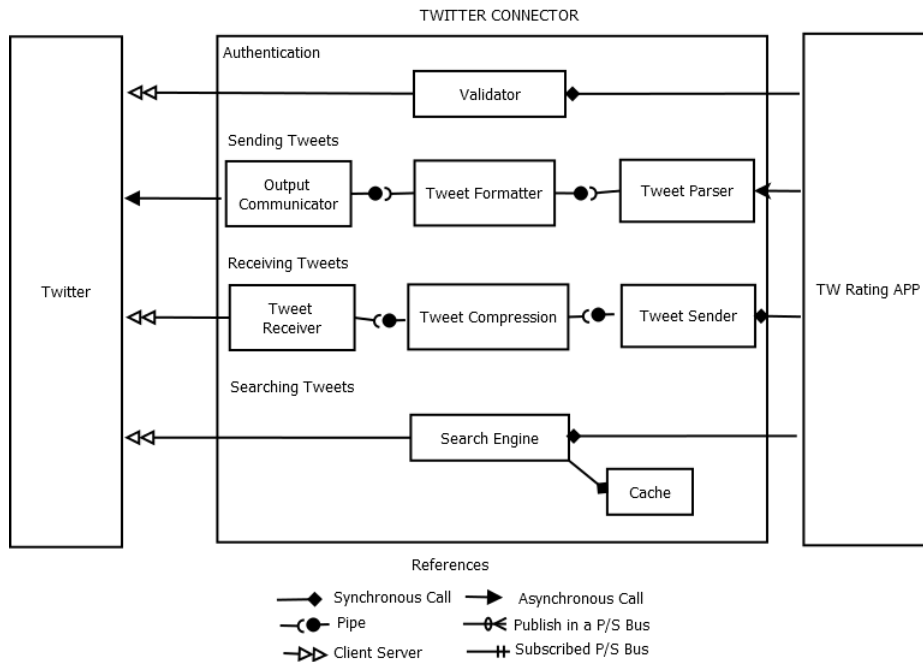 TWITTER CONNECTOR
Authentication
Validator
Sending Tweets
Output
Communicator
Tweet Formatter
Tweet Parser
Receiving Tweets
Twitter
TW Rating APP
Tweet
Receiver
Tweet Compression
Tweet Sender
Searching Tweets
Search Engine
Cache
References
Synchronous Call
Asynchronous Call
Pipe
Publish in a P/S Bus
Client Server
Subscribed P/S Bus